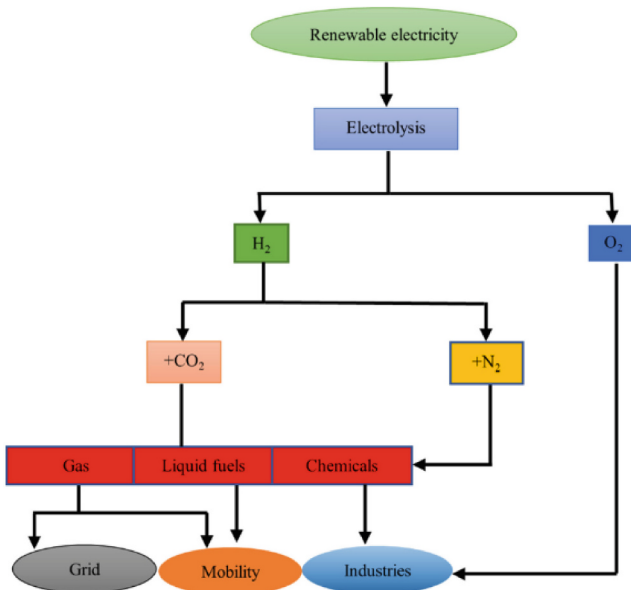 Renewable electricity
Electrolysis
H₂
O₂
+CO₂
+N₂
Gas
Liquid fuels
Chemicals
Grid
Mobility
Industries